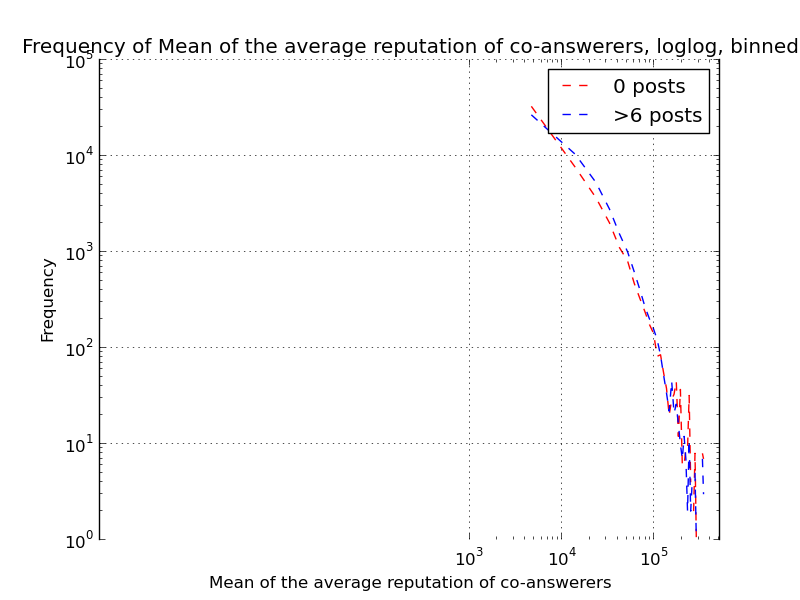 Frequency of Mean of the average reputation of co-answerers, loglog, binned
10^5
0 posts
>6 posts
10^4
10^3
Frequency
10^2
10^1
10^0
10^3 10^4 10^5
Mean of the average reputation of co-answerers